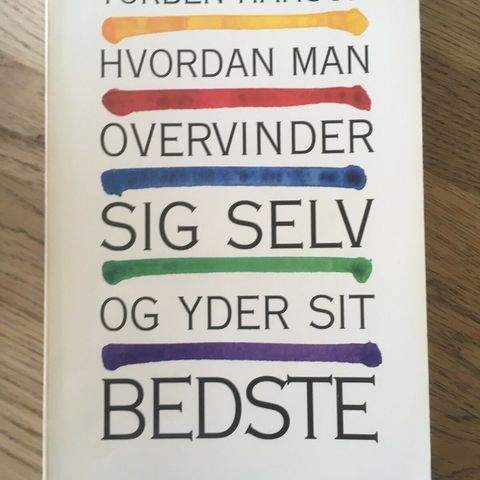 HVORDAN MAN
OVERVINDER
SIG SELV
OG YDER SIT
BEDSTE